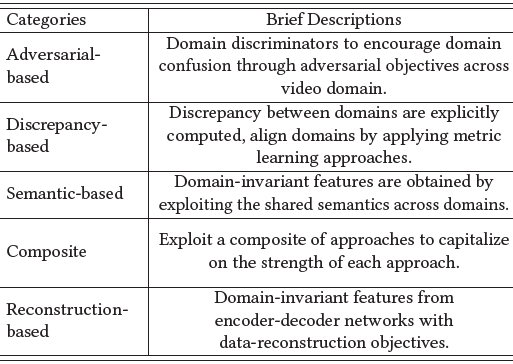 Categories Brief Descriptions
Adversarial-
based
Domain discriminators to encourage domain
confusion through adversarial objectives across
video domain.
Discrepancy-
based
Discrepancy between domains are explicitly
computed, align domains by applying metric
learning approaches.
Semantic-based
Domain-invariant features are obtained by
exploiting the shared semantics across domains.
Composite
Exploit a composite of approaches to capitalize
on the strength of each approach.
Reconstruction-
based
Domain-invariant features from
encoder-decoder networks with
data-reconstruction objectives.